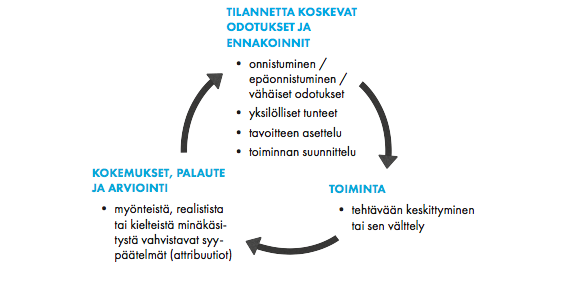 TILANNETTA KOSKEVAT
ODOTUKSET JA
ENNAKOINNIT
• onnistuminen /
epäonnistuminen /
vähäiset odotukset
• yksilölliset tunteet
• tavoitteen asettelu
• toiminnan suunnittelu
KOKEMUKSET, PALAUTE
JA ARVIOINTI
• myönteistä, realistista
tai kielteistä minäkäsi-
tystä vahvistavat syy-
päätelmät (attribuutiot)
TOIMINTA
• tehtävään keskittyminen
tai sen välttely